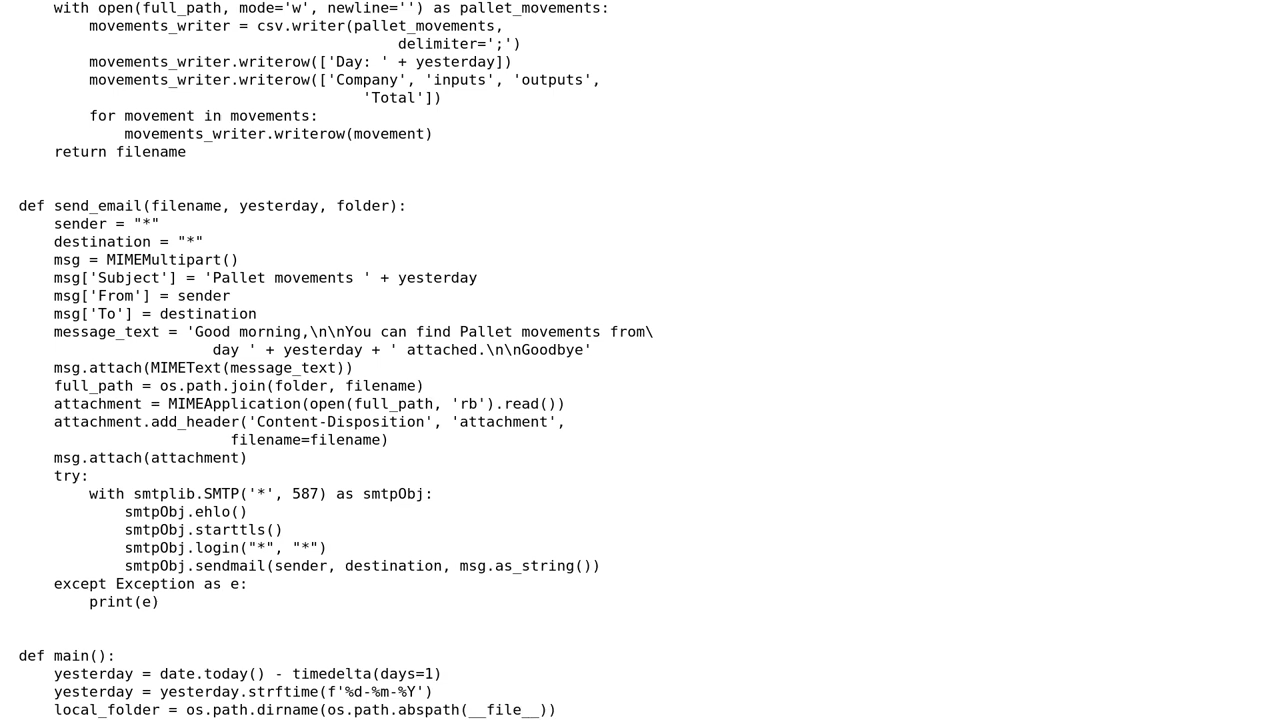 with open(full_path, mode='w', newline='') as pallet_movements:
        movements_writer = csv.writer(pallet_movements,
                                           delimiter=';')
        movements_writer.writerow(['Day: ' + yesterday])
        movements_writer.writerow(['Company', 'inputs', 'outputs',
                                       'Total'])
        for movement in movements:
            movements_writer.writerow(movement)
    return filename


def send_email(filename, yesterday, folder):
    sender = "*"
    destination = "*"
    msg = MIMEMultipart()
    msg['Subject'] = 'Pallet movements ' + yesterday
    msg['From'] = sender
    msg['To'] = destination
    message_text = 'Good morning,\n\nYou can find Pallet movements from\
                      day ' + yesterday + ' attached.\n\nGoodbye'
    msg.attach(MIMEText(message_text))
    full_path = os.path.join(folder, filename)
    attachment = MIMEApplication(open(full_path, 'rb').read())
    attachment.add_header('Content-Disposition', 'attachment',
                        filename=filename)
    msg.attach(attachment)
    try:
        with smtplib.SMTP('*', 587) as smtpObj:
            smtpObj.ehlo()
            smtpObj.starttls()
            smtpObj.login("*", "*")
            smtpObj.sendmail(sender, destination, msg.as_string())
    except Exception as e:
        print(e)


def main():
    yesterday = date.today() - timedelta(days=1)
    yesterday = yesterday.strftime(f'%d-%m-%Y')
    local_folder = os.path.dirname(os.path.abspath(__file__))